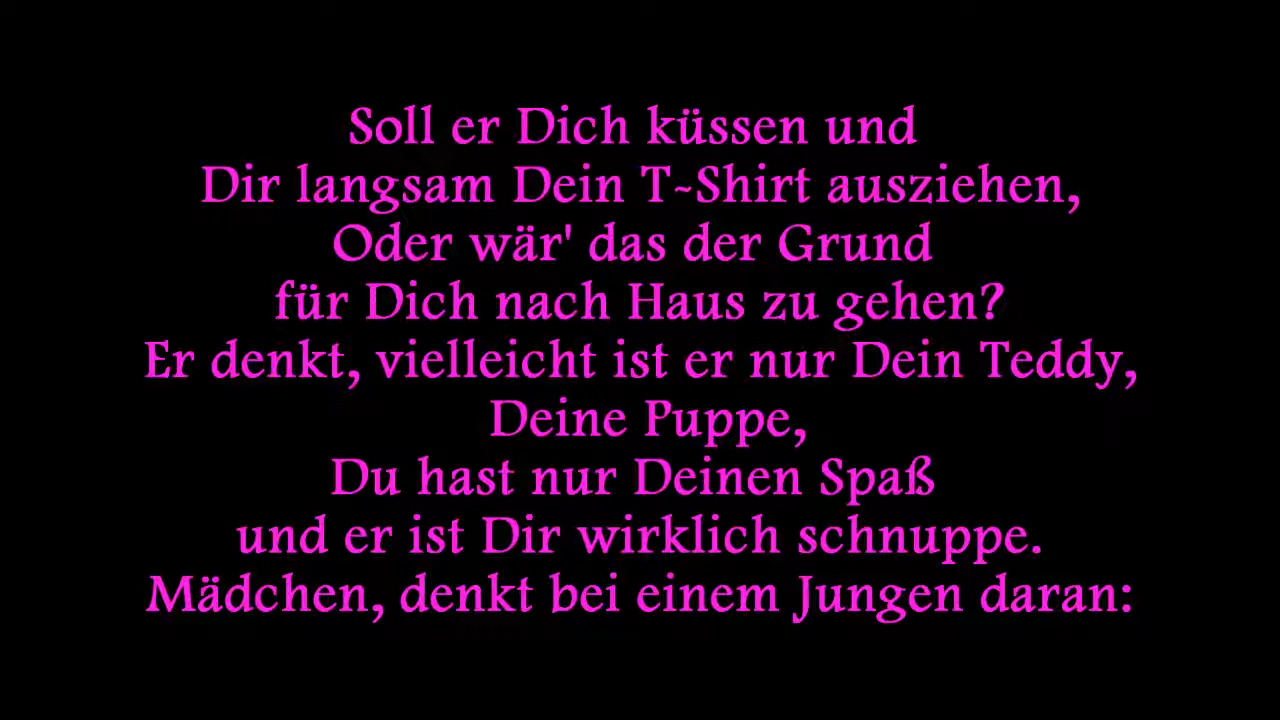 Soll er Dich küssen und
Dir langsam Dein T-Shirt ausziehen,
Oder wär' das der Grund
für Dich nach Haus zu gehen?
Er denkt, vielleicht ist er nur Dein Teddy,
Deine Puppe,
Du hast nur Deinen Spaß
und er ist Dir wirklich schnuppe.
Mädchen, denkt bei einem Jungen daran: